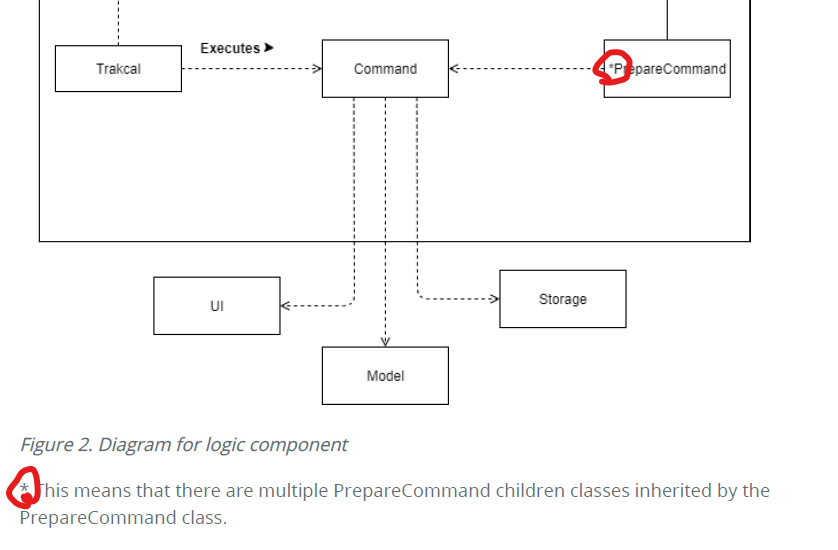 Executes ➤
Trakcal
Command
*PrepareCommand
UI
Storage
Model
Figure 2. Diagram for logic component
* This means that there are multiple PrepareCommand children classes inherited by the
PrepareCommand class.